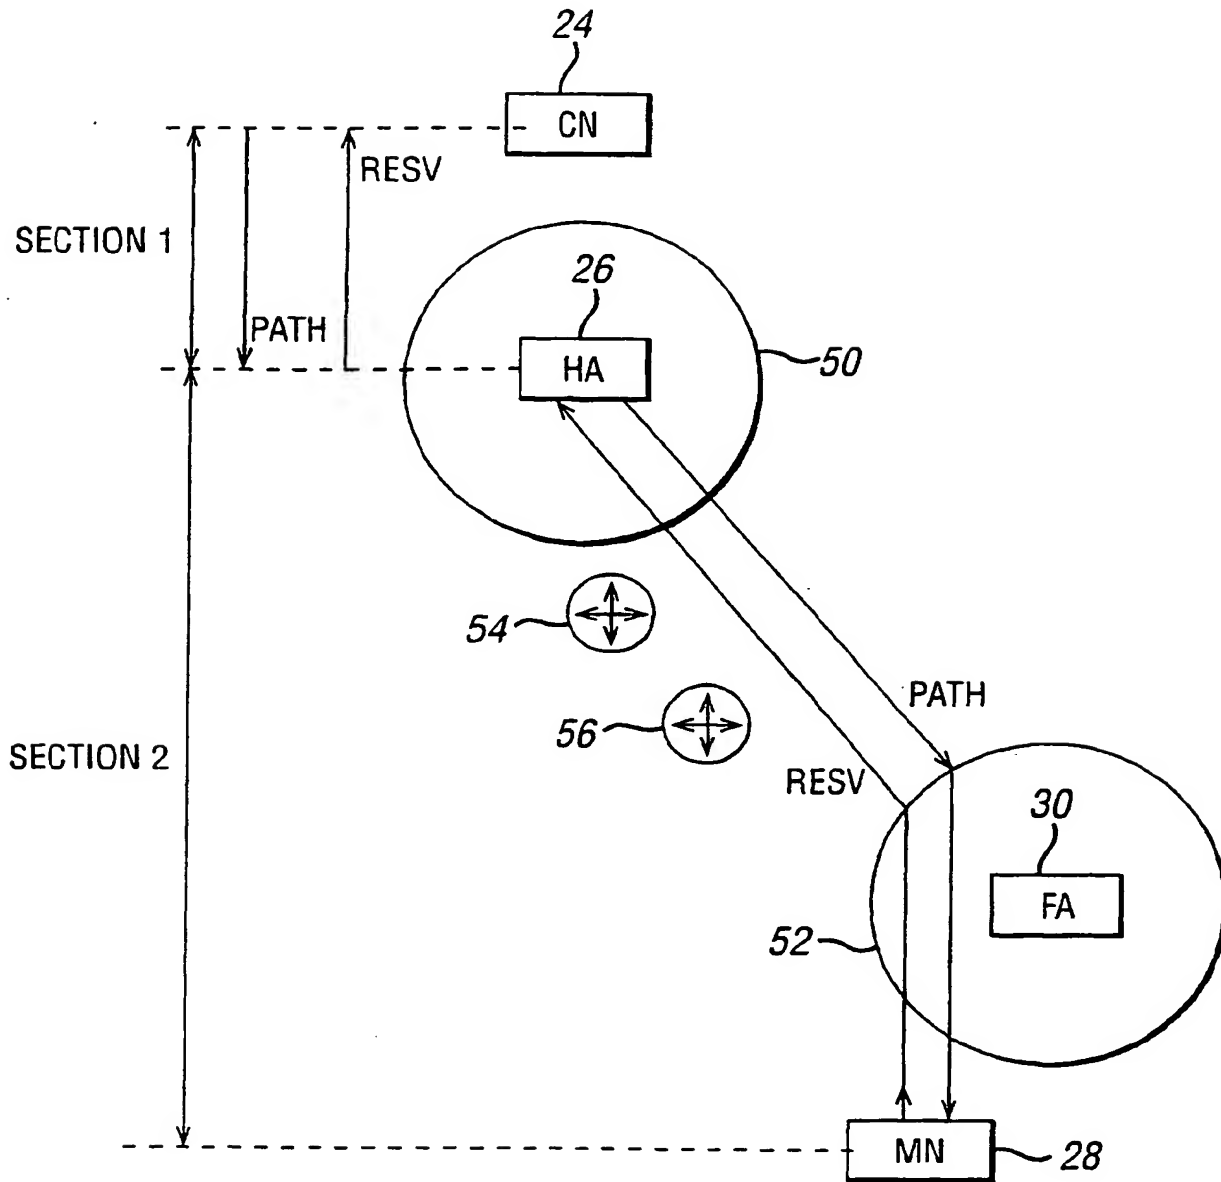 24
CN
RESV
SECTION 1
26
PATH
50
HA
54
PATH
56
SECTION 2
RESV
30
FA
52
MN
28